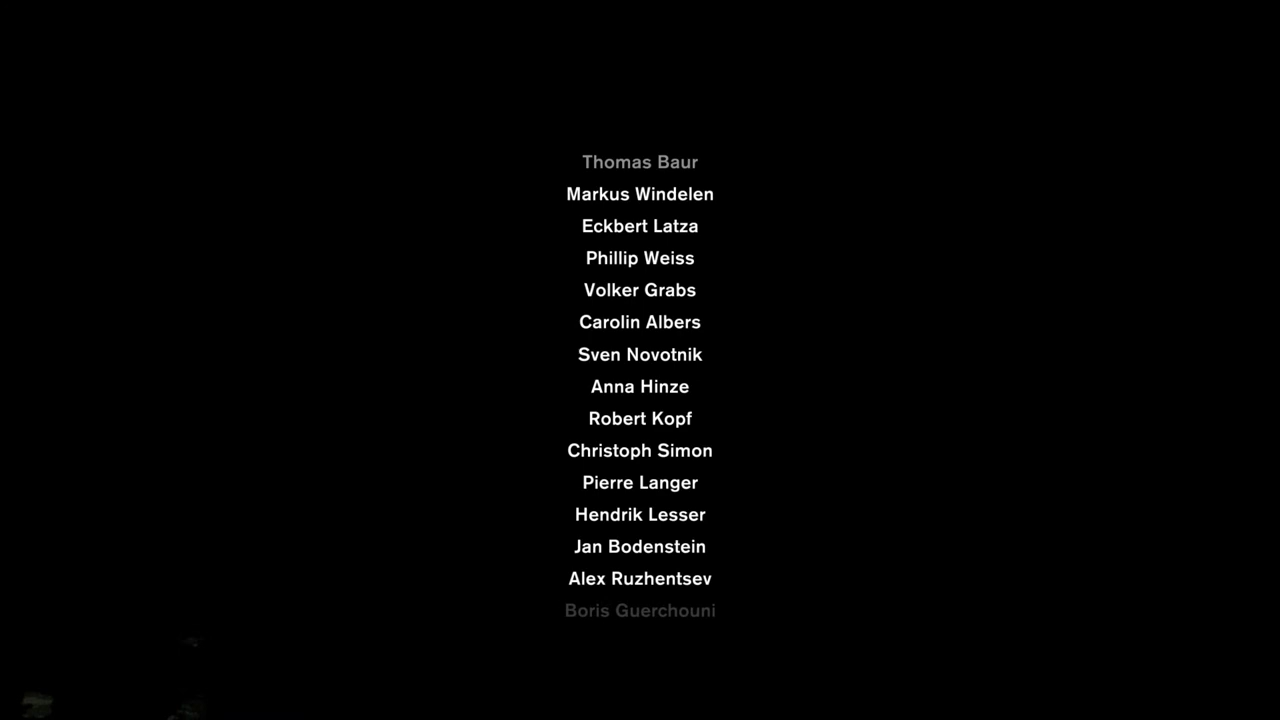 Thomas Baur
Markus Windelen
Eckbert Latza
Phillip Weiss
Volker Grabs
Carolin Albers
Sven Novotnik
Anna Hinze
Robert Kopf
Christoph Simon
Pierre Langer
Hendrik Lesser
Jan Bodenstein
Alex Ruzhentsev
Boris Guerchouni